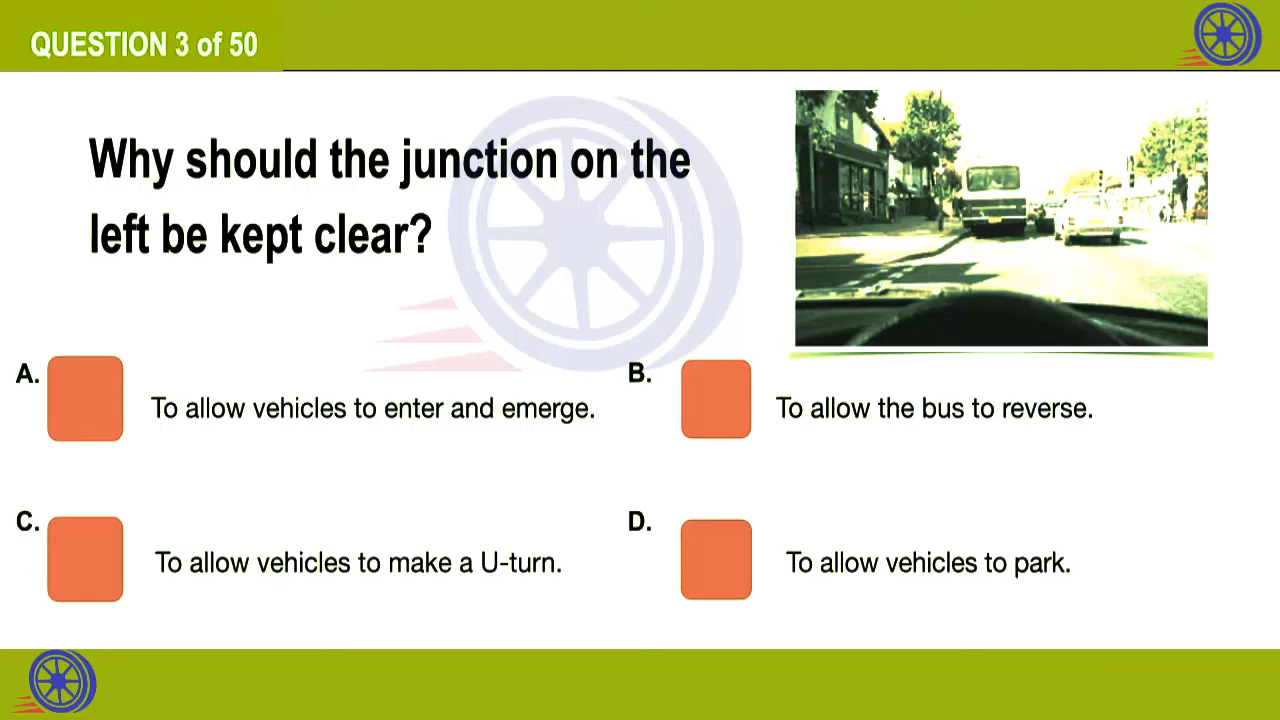 QUESTION 3 of 50
Why should the junction on the
left be kept clear?
A.
To allow vehicles to enter and emerge.
B.
To allow the bus to reverse.
C.
To allow vehicles to make a U-turn.
D.
To allow vehicles to park.